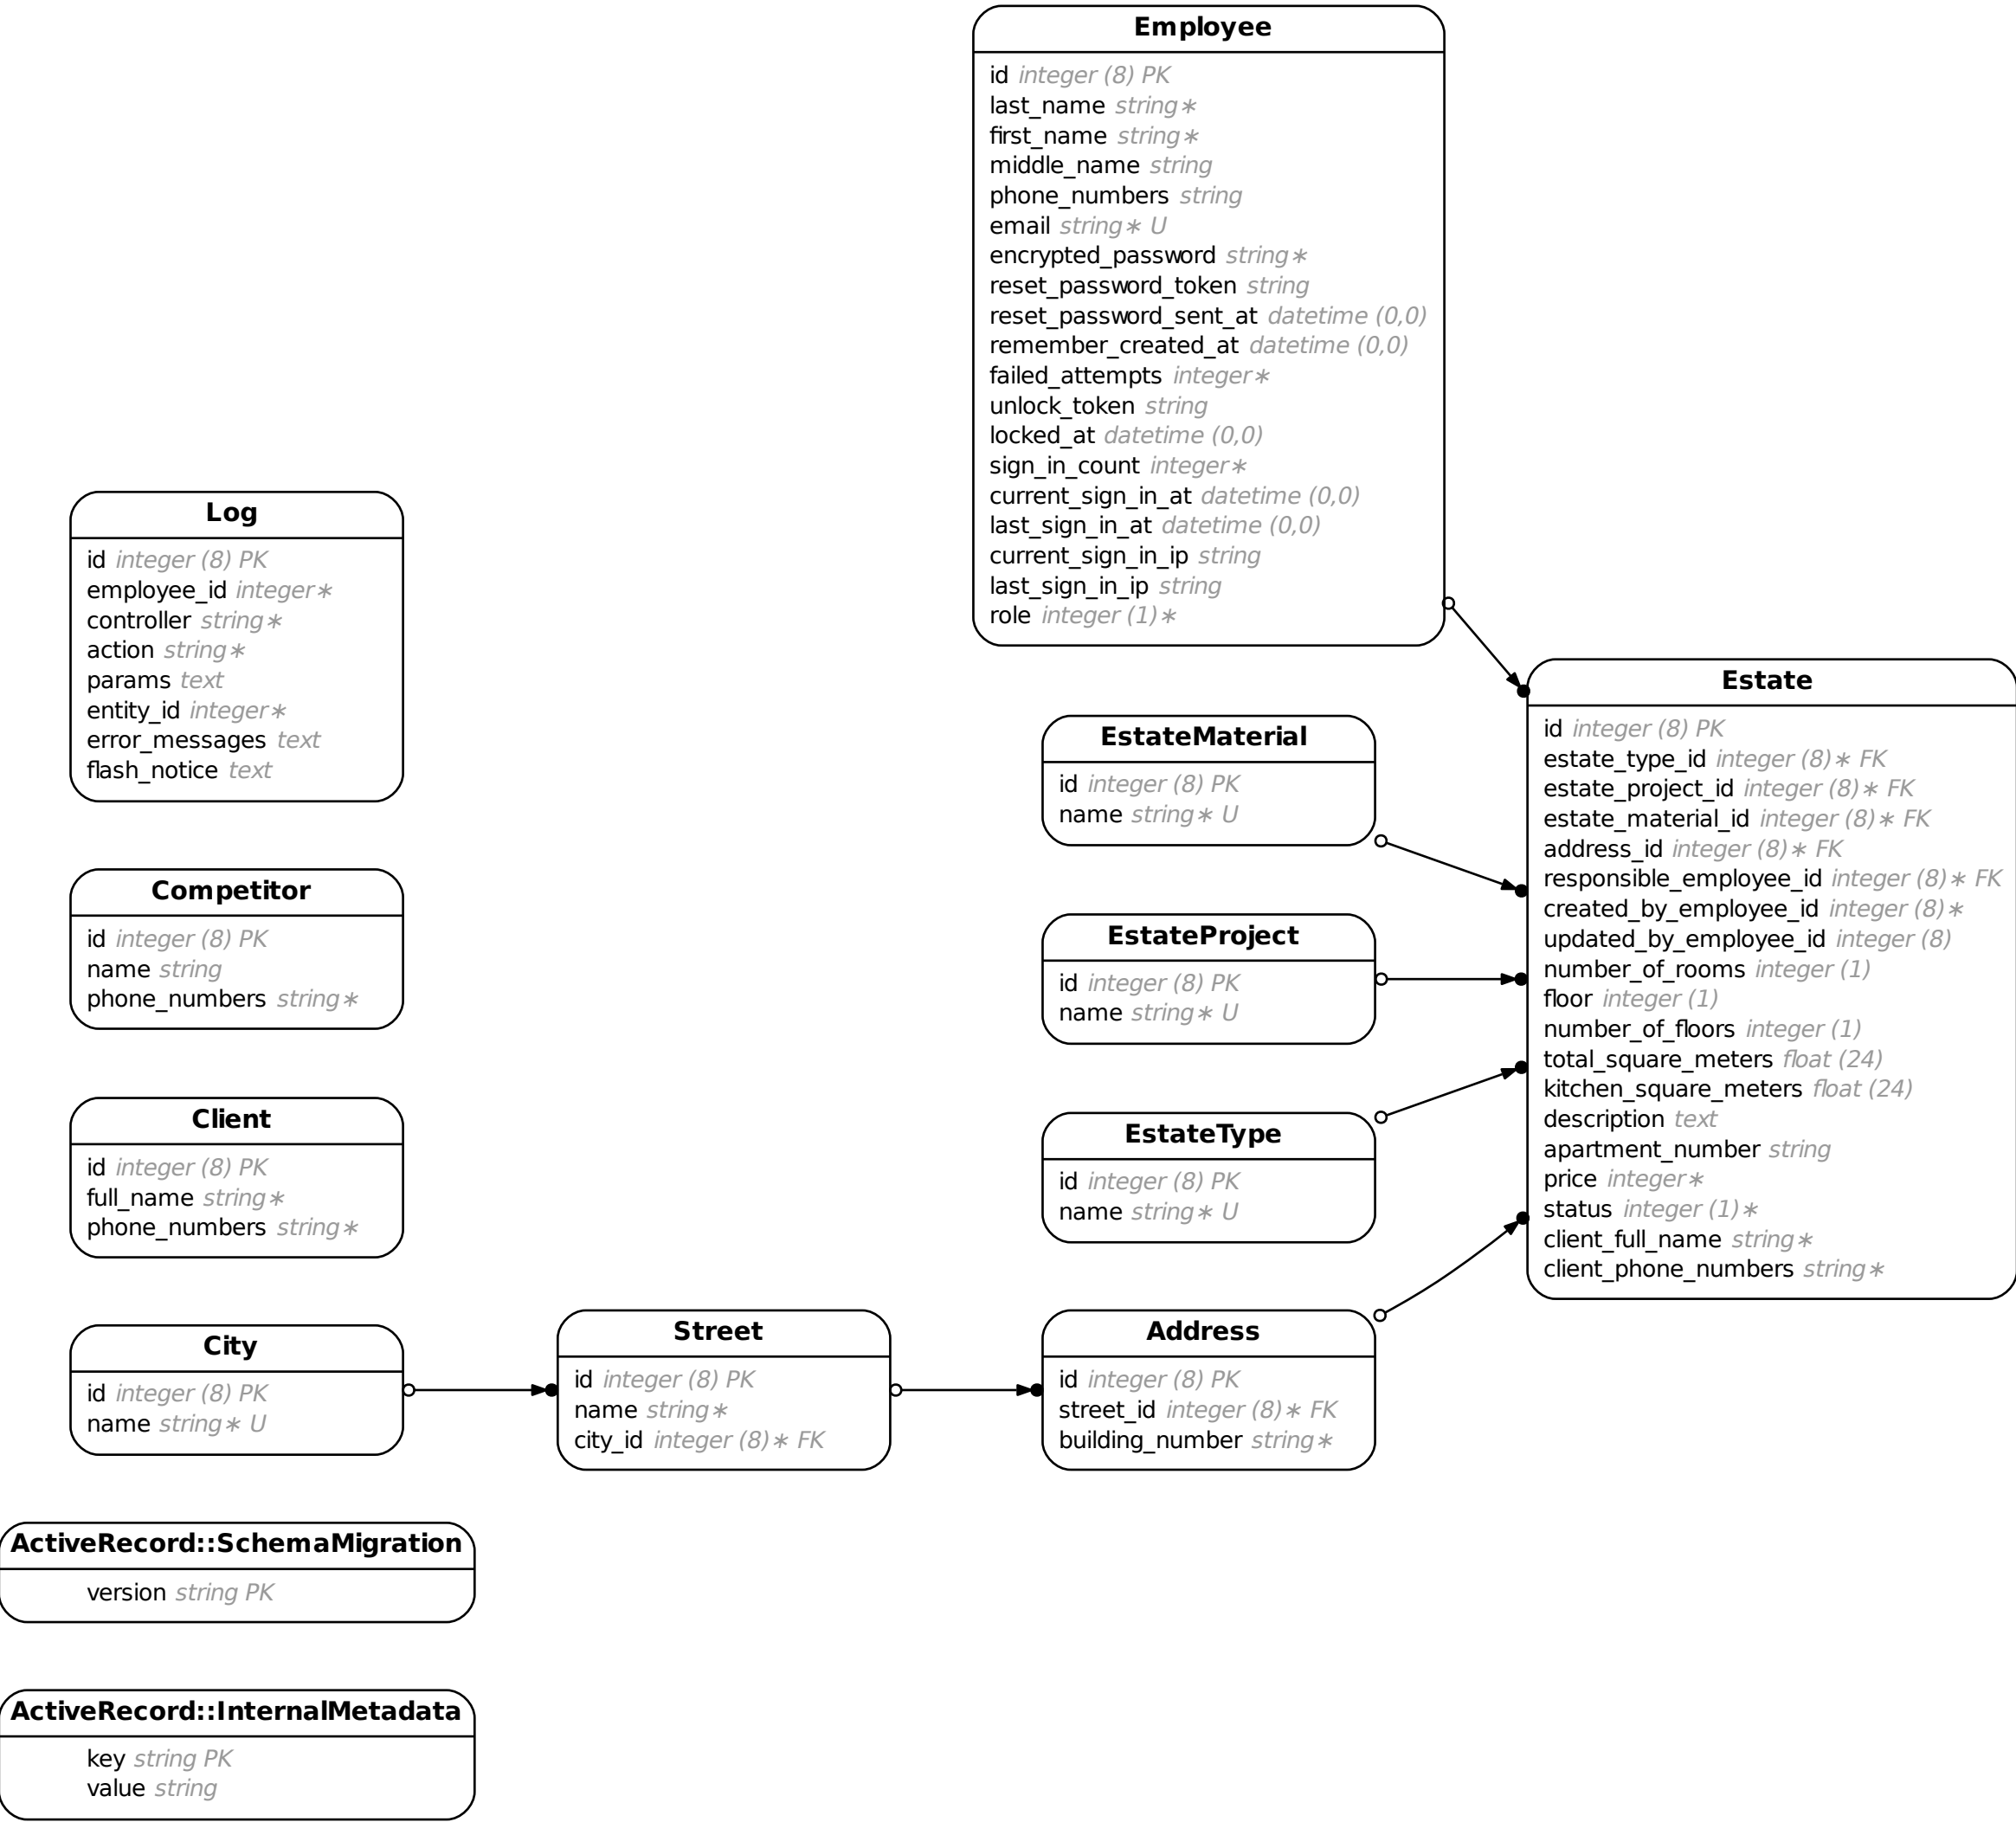 Employee
id integer (8) PK
last_name string∗
first_name string∗
middle_name string
phone_numbers string
email string∗ U
encrypted_password string∗
reset_password_token string
reset_password_sent_at datetime (0,0)
remember_created_at datetime (0,0)
failed_attempts integer∗
unlock_token string
locked_at datetime (0,0)
sign_in_count integer∗
current_sign_in_at datetime (0,0)
last_sign_in_at datetime (0,0)
current_sign_in_ip string
last_sign_in_ip string
role integer (1)∗
Log
id integer (8) PK
employee_id integer∗
controller string∗
action string∗
params text
entity_id integer∗
error_messages text
flash_notice text
Estate
id integer (8) PK
estate_type_id integer (8)∗ FK
estate_project_id integer (8)∗ FK
estate_material_id integer (8)∗ FK
address_id integer (8)∗ FK
responsible_employee_id integer (8)∗ FK
created_by_employee_id integer (8)∗
updated_by_employee_id integer (8)
number_of_rooms integer (1)
floor integer (1)
number_of_floors integer (1)
total_square_meters float (24)
kitchen_square_meters float (24)
description text
apartment_number string
price integer∗
status integer (1)∗
client_full_name string∗
client_phone_numbers string∗
EstateMaterial
id integer (8) PK
name string∗ U
Competitor
id integer (8) PK
name string
phone_numbers string∗
EstateProject
id integer (8) PK
name string∗ U
Client
id integer (8) PK
full_name string∗
phone_numbers string∗
EstateType
id integer (8) PK
name string∗ U
City
id integer (8) PK
name string∗ U
Street
id integer (8) PK
name string∗
city_id integer (8)∗ FK
Address
id integer (8) PK
street_id integer (8)∗ FK
building_number string∗
ActiveRecord::SchemaMigration
version string PK
ActiveRecord::InternalMetadata
key string PK
value string